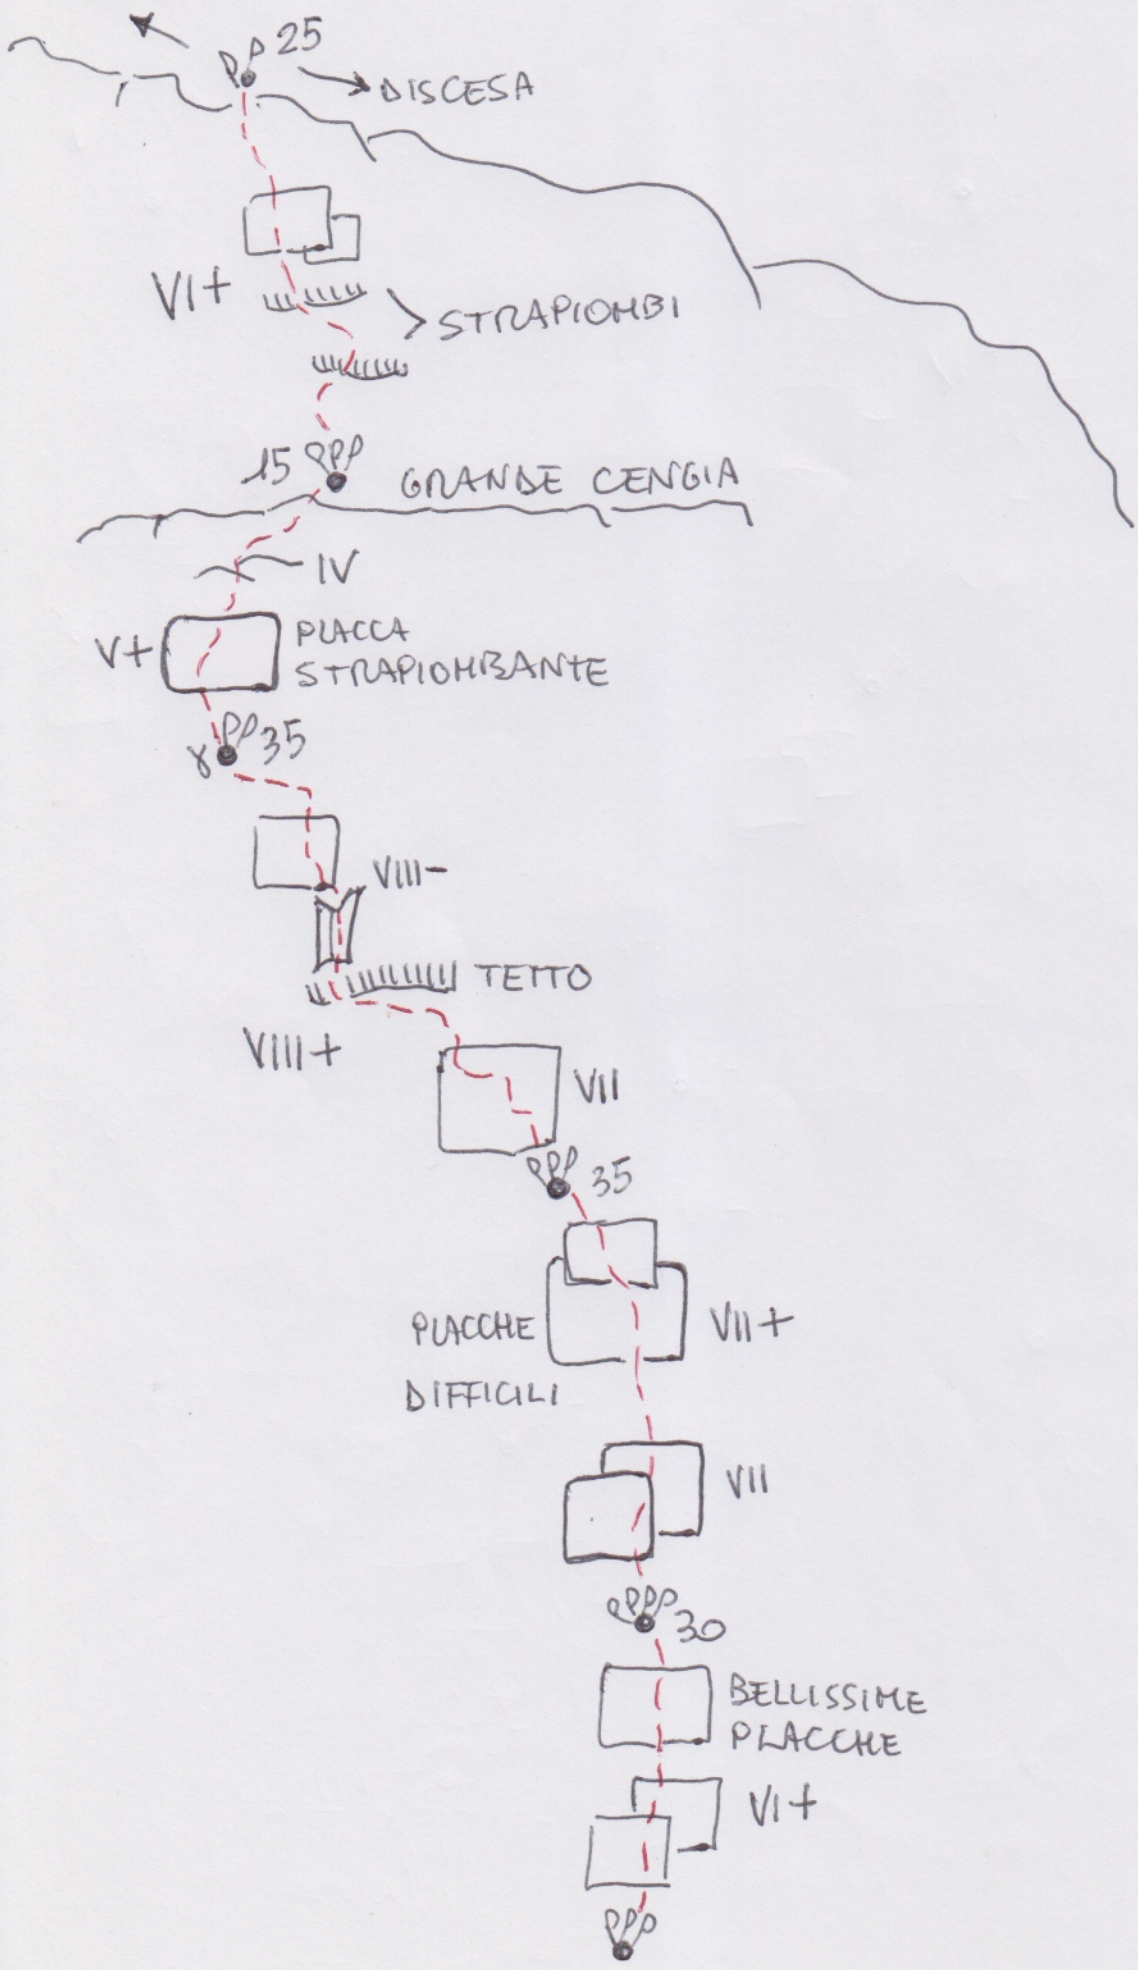 25
DISCESA
VI+
STRAPIOMBI
15
GRANDE CENGIA
IV
V+
PLACCA
STRAPIOMBANTE
35
VIII-
TETTO
VIII+
VII
35
PLACCHE
DIFFICILI
VII+
VII
30
BELLISSIME
PLACCHE
VI+